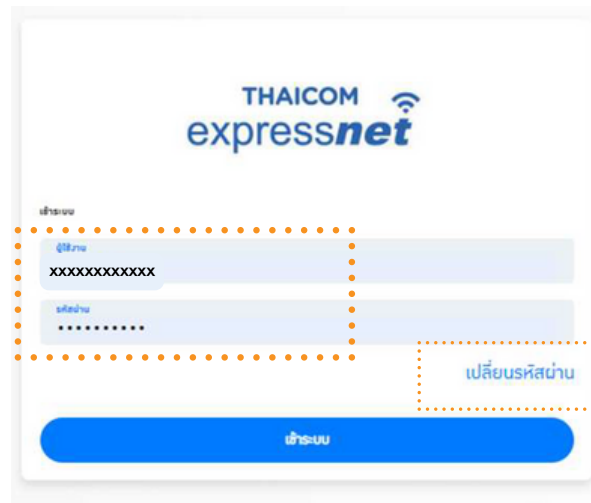 THAICOM
expressnet
เข้าระบบ
ผู้ใช้งาน
xxxxxxxxxxxx
รหัสผ่าน
••••••••••
เปลี่ยนรหัสผ่าน
เข้าระบบ